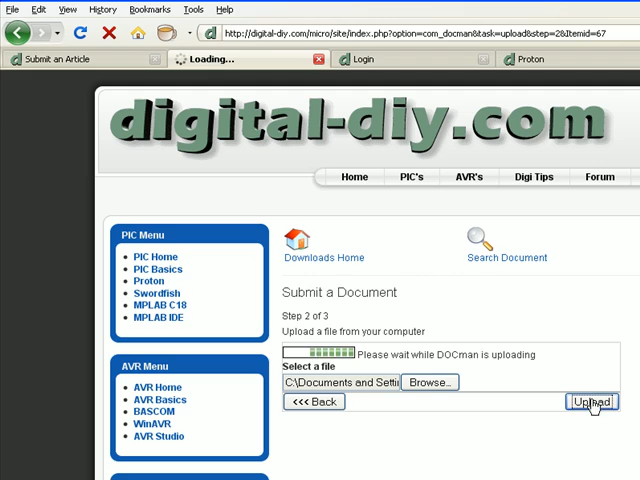 File Edit View History Bookmarks Tools Help
http://digital-diy.com/micro/site/index.php?option=com_docman&task=upload&step=2&Itemid=67
Submit an Article Loading... Login Proton
digital-diy.com
Home PIC's AVR's Digi Tips Forum
PIC Menu
PIC Home
PIC Basics
Proton
Swordfish
MPLAB C18
MPLAB IDE
Downloads Home Search Document
Submit a Document
Step 2 of 3
Upload a file from your computer
Please wait while DOCman is uploading
Select a file
C:\Documents and Setti Browse...
<<< Back Upload
AVR Menu
AVR Home
AVR Basics
BASCOM
WinAVR
AVR Studio